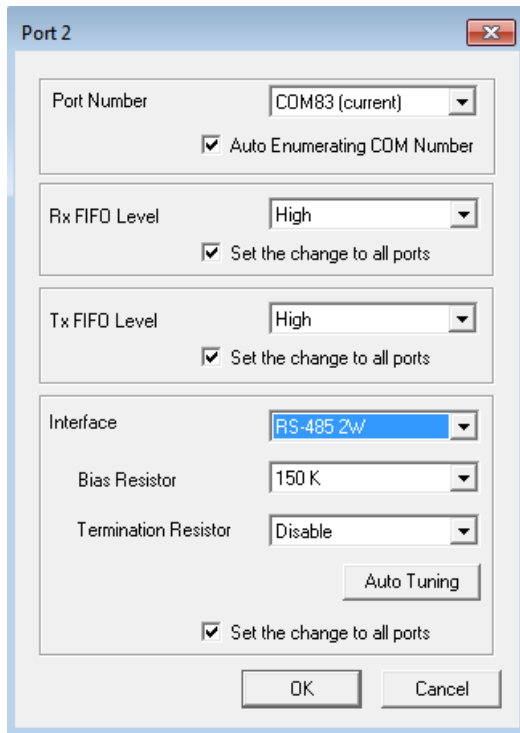 Port 2
Port Number COM83 (current)
Auto Enumerating COM Number
Rx FIFO Level High
Set the change to all ports
Tx FIFO Level High
Set the change to all ports
Interface RS-485 2W
Bias Resistor 150 K
Termination Resistor Disable
Auto Tuning
Set the change to all ports
OK Cancel